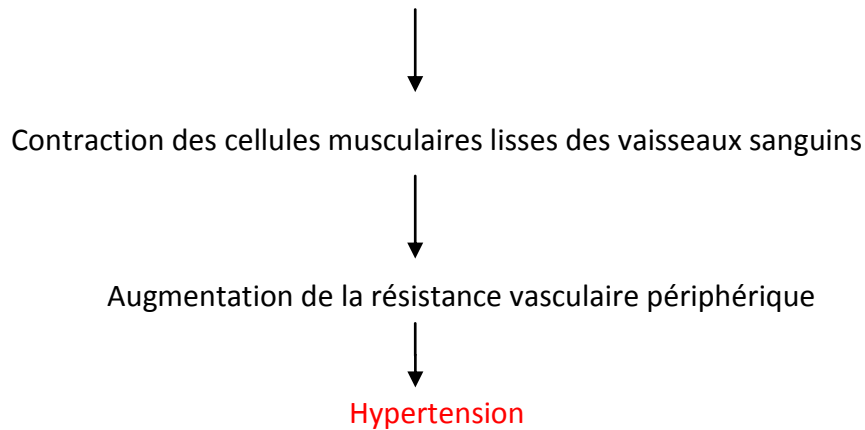 Contraction des cellules musculaires lisses des vaisseaux sanguins
Augmentation de la résistance vasculaire périphérique
Hypertension